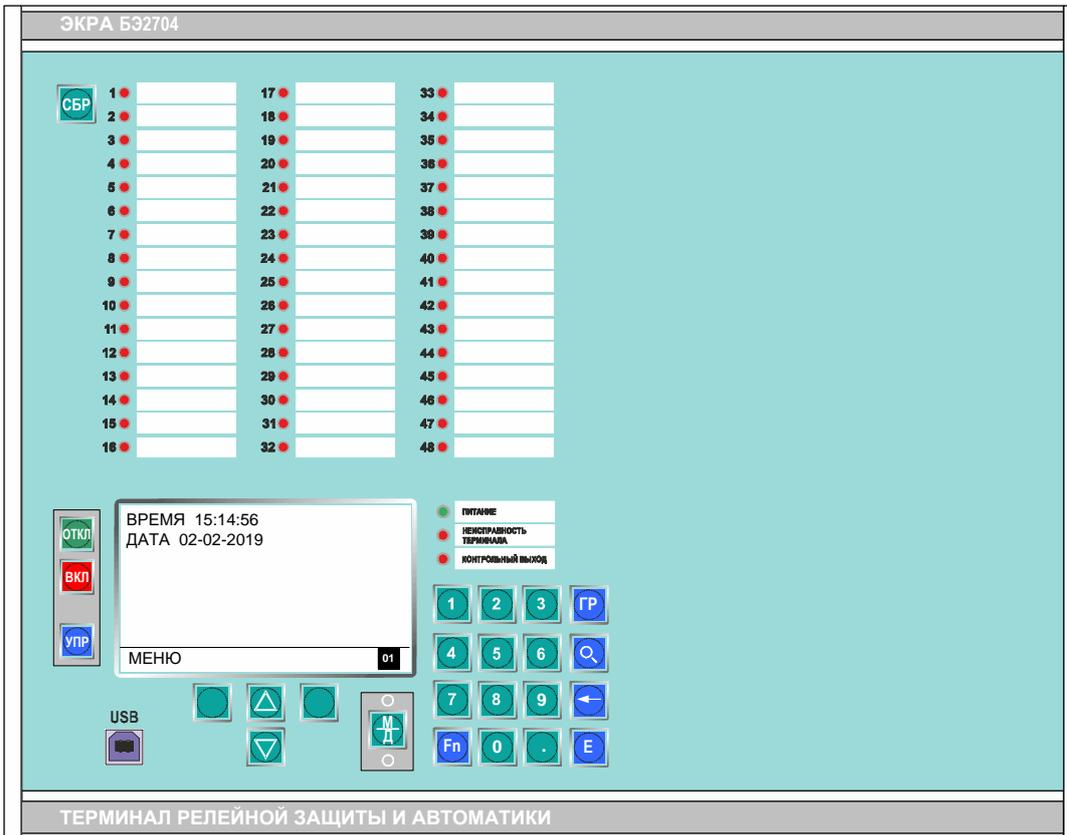 ЭКРА БЭ2704
СБР
1 17 33
2 18 34
3 19 35
4 20 36
5 21 37
6 22 38
7 23 39
8 24 40
9 25 41
10 26 42
11 27 43
12 28 44
13 29 45
14 30 46
15 31 47
16 32 48
ОТКЛ
ВКЛ
УПР
ВРЕМЯ 15:14:56
ДАТА 02-02-2019
МЕНЮ 01
ПИТАНИЕ
НЕИСПРАВНОСТЬ
ТЕРМИНАЛА
КОНТРОЛЬНЫЙ ВЫХОД
1 2 3 ГР
4 5 6
7 8 9
Fn 0 . E
USB
М
Д
ТЕРМИНАЛ РЕЛЕЙНОЙ ЗАЩИТЫ И АВТОМАТИКИ